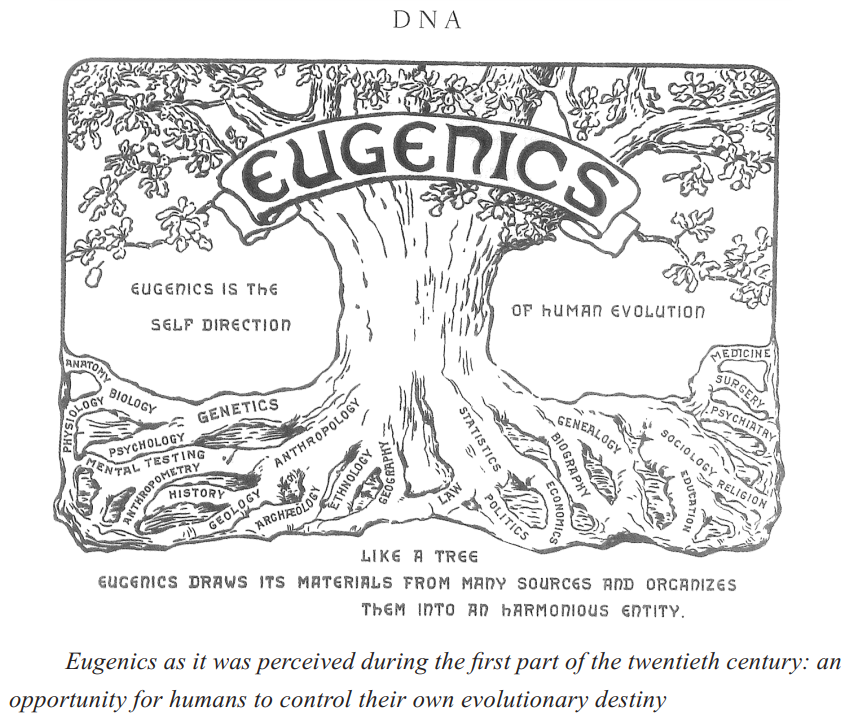 DNA
EUGENICS
EUGENICS IS THE
SELF DIRECTION
OF HUMAN EVOLUTION
ANATOMY
BIOLOGY
PHYSIOLOGY
GENETICS
PSYCHOLOGY
MENTAL TESTING
ANTHROPOMETRY
HISTORY
GEOLOGY
ANTHROPOLOGY
ARCHÆOLOGY
ETHNOLOGY
GEOGRAPHY
LAW
STATISTICS
POLITICS
ECONOMICS
BIOGRAPHY
GENEALOGY
EDUCATION
SOCIOLOGY
RELIGION
PSYCHIATRY
SURGERY
MEDICINE
LIKE A TREE
EUGENICS DRAWS ITS MATERIALS FROM MANY SOURCES AND ORGANIZES
THEM INTO AN HARMONIOUS ENTITY.
Eugenics as it was perceived during the first part of the twentieth century: an
opportunity for humans to control their own evolutionary destiny